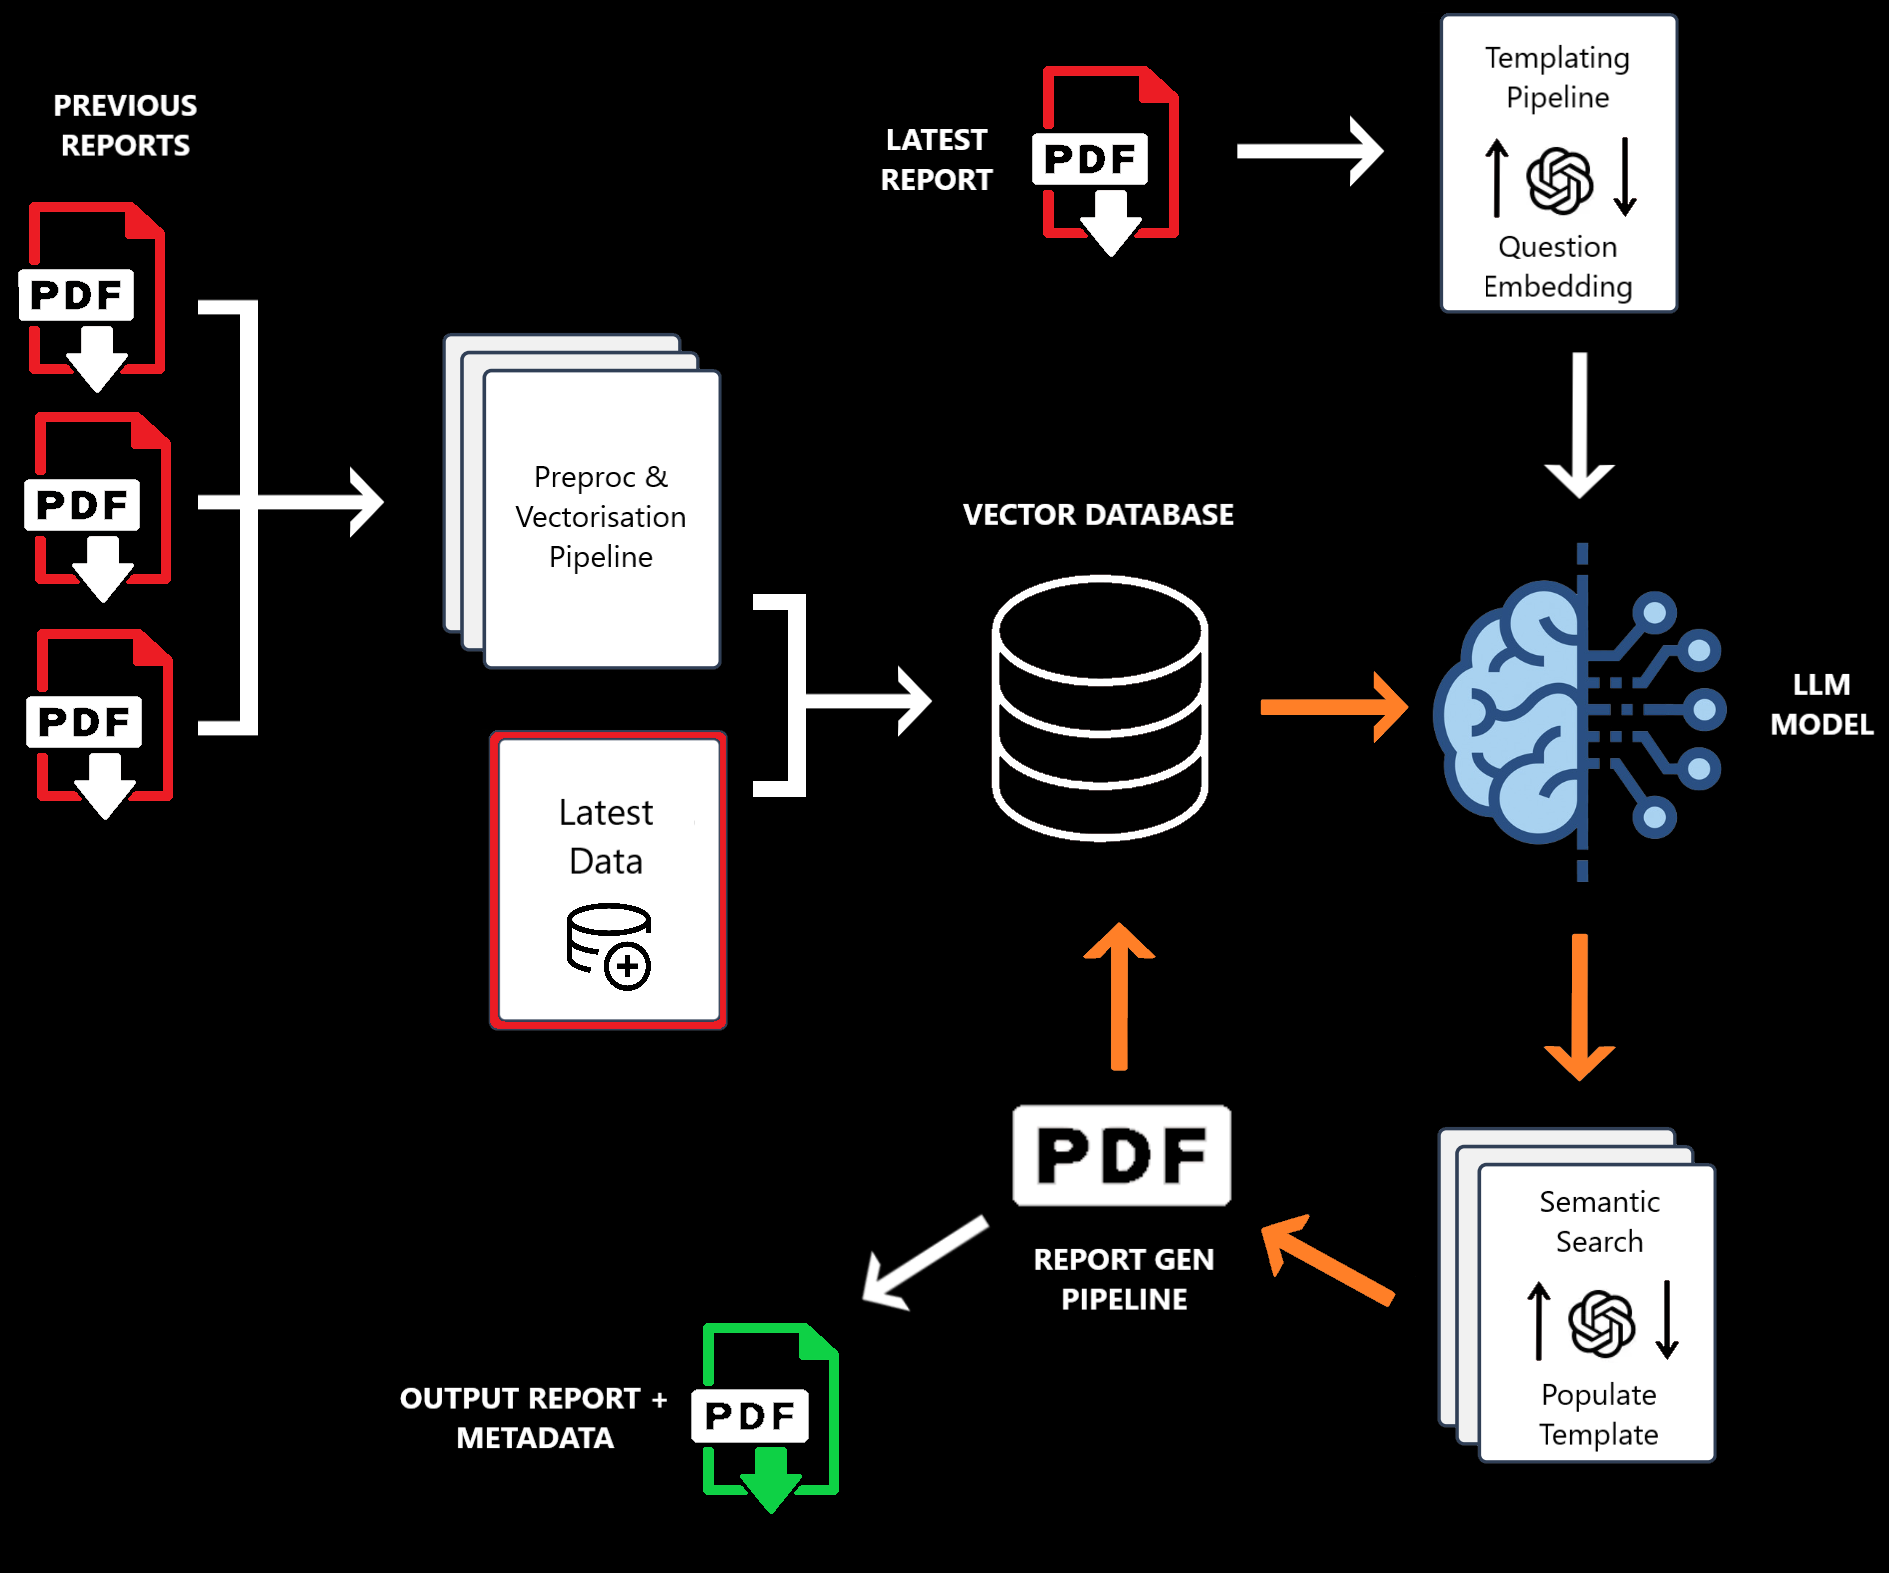 PREVIOUS
REPORTS
PDF
PDF
PDF
Preproc &
Vectorisation
Pipeline
Latest
Data
LATEST
REPORT
PDF
Templating
Pipeline
Question
Embedding
VECTOR DATABASE
LLM
MODEL
Semantic
Search
Populate
Template
PDF
REPORT GEN
PIPELINE
OUTPUT REPORT +
METADATA
PDF